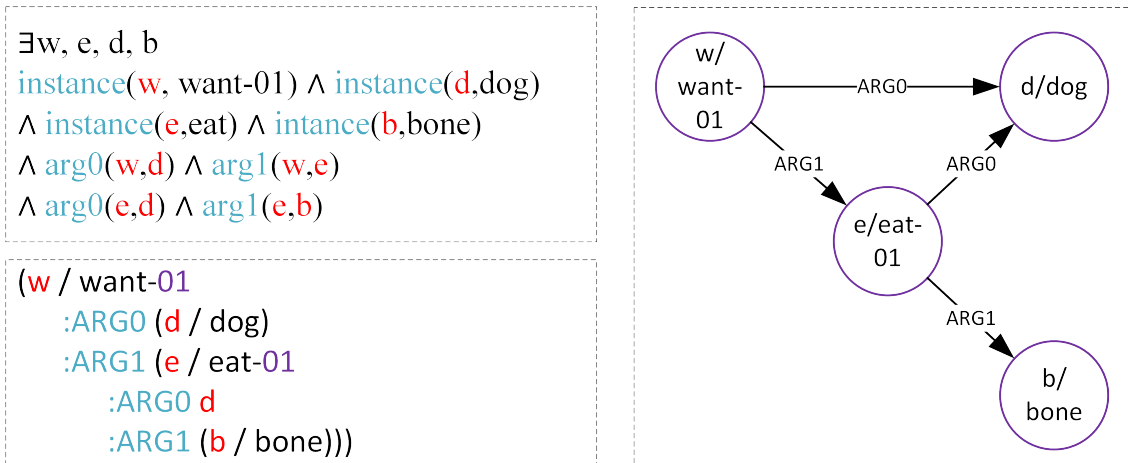 ∃w, e, d, b
instance(w, want-01) ∧ instance(d,dog)
∧ instance(e,eat) ∧ intance(b,bone)
∧ arg0(w,d) ∧ arg1(w,e)
∧ arg0(e,d) ∧ arg1(e,b)
(w / want-01
:ARG0 (d / dog)
:ARG1 (e / eat-01
:ARG0 d
:ARG1 (b / bone)))
w/
want-
01
ARG0
d/dog
ARG1
ARG0
e/eat-
01
ARG1
b/
bone